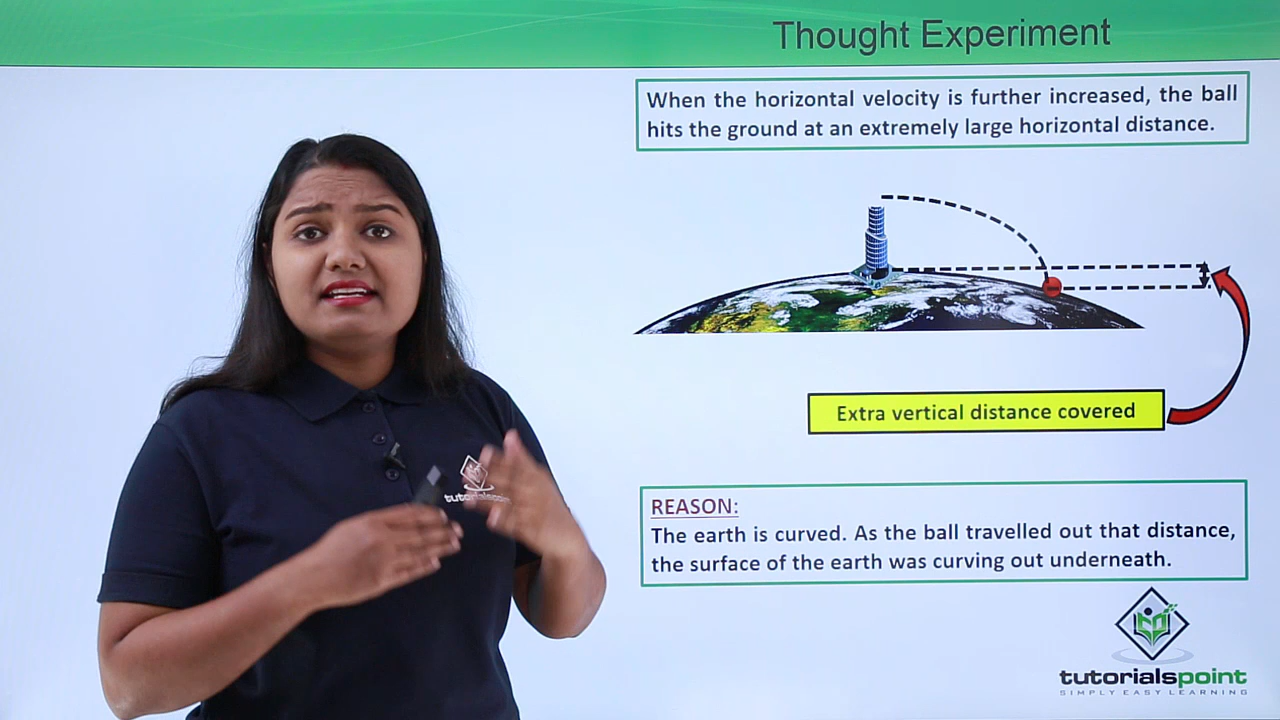 Thought Experiment
When the horizontal velocity is further increased, the ball
hits the ground at an extremely large horizontal distance.
Extra vertical distance covered
REASON:
The earth is curved. As the ball travelled out that distance,
the surface of the earth was curving out underneath.
tutorialspoint
tutorialspoint
SIMPLY EASY LEARNING